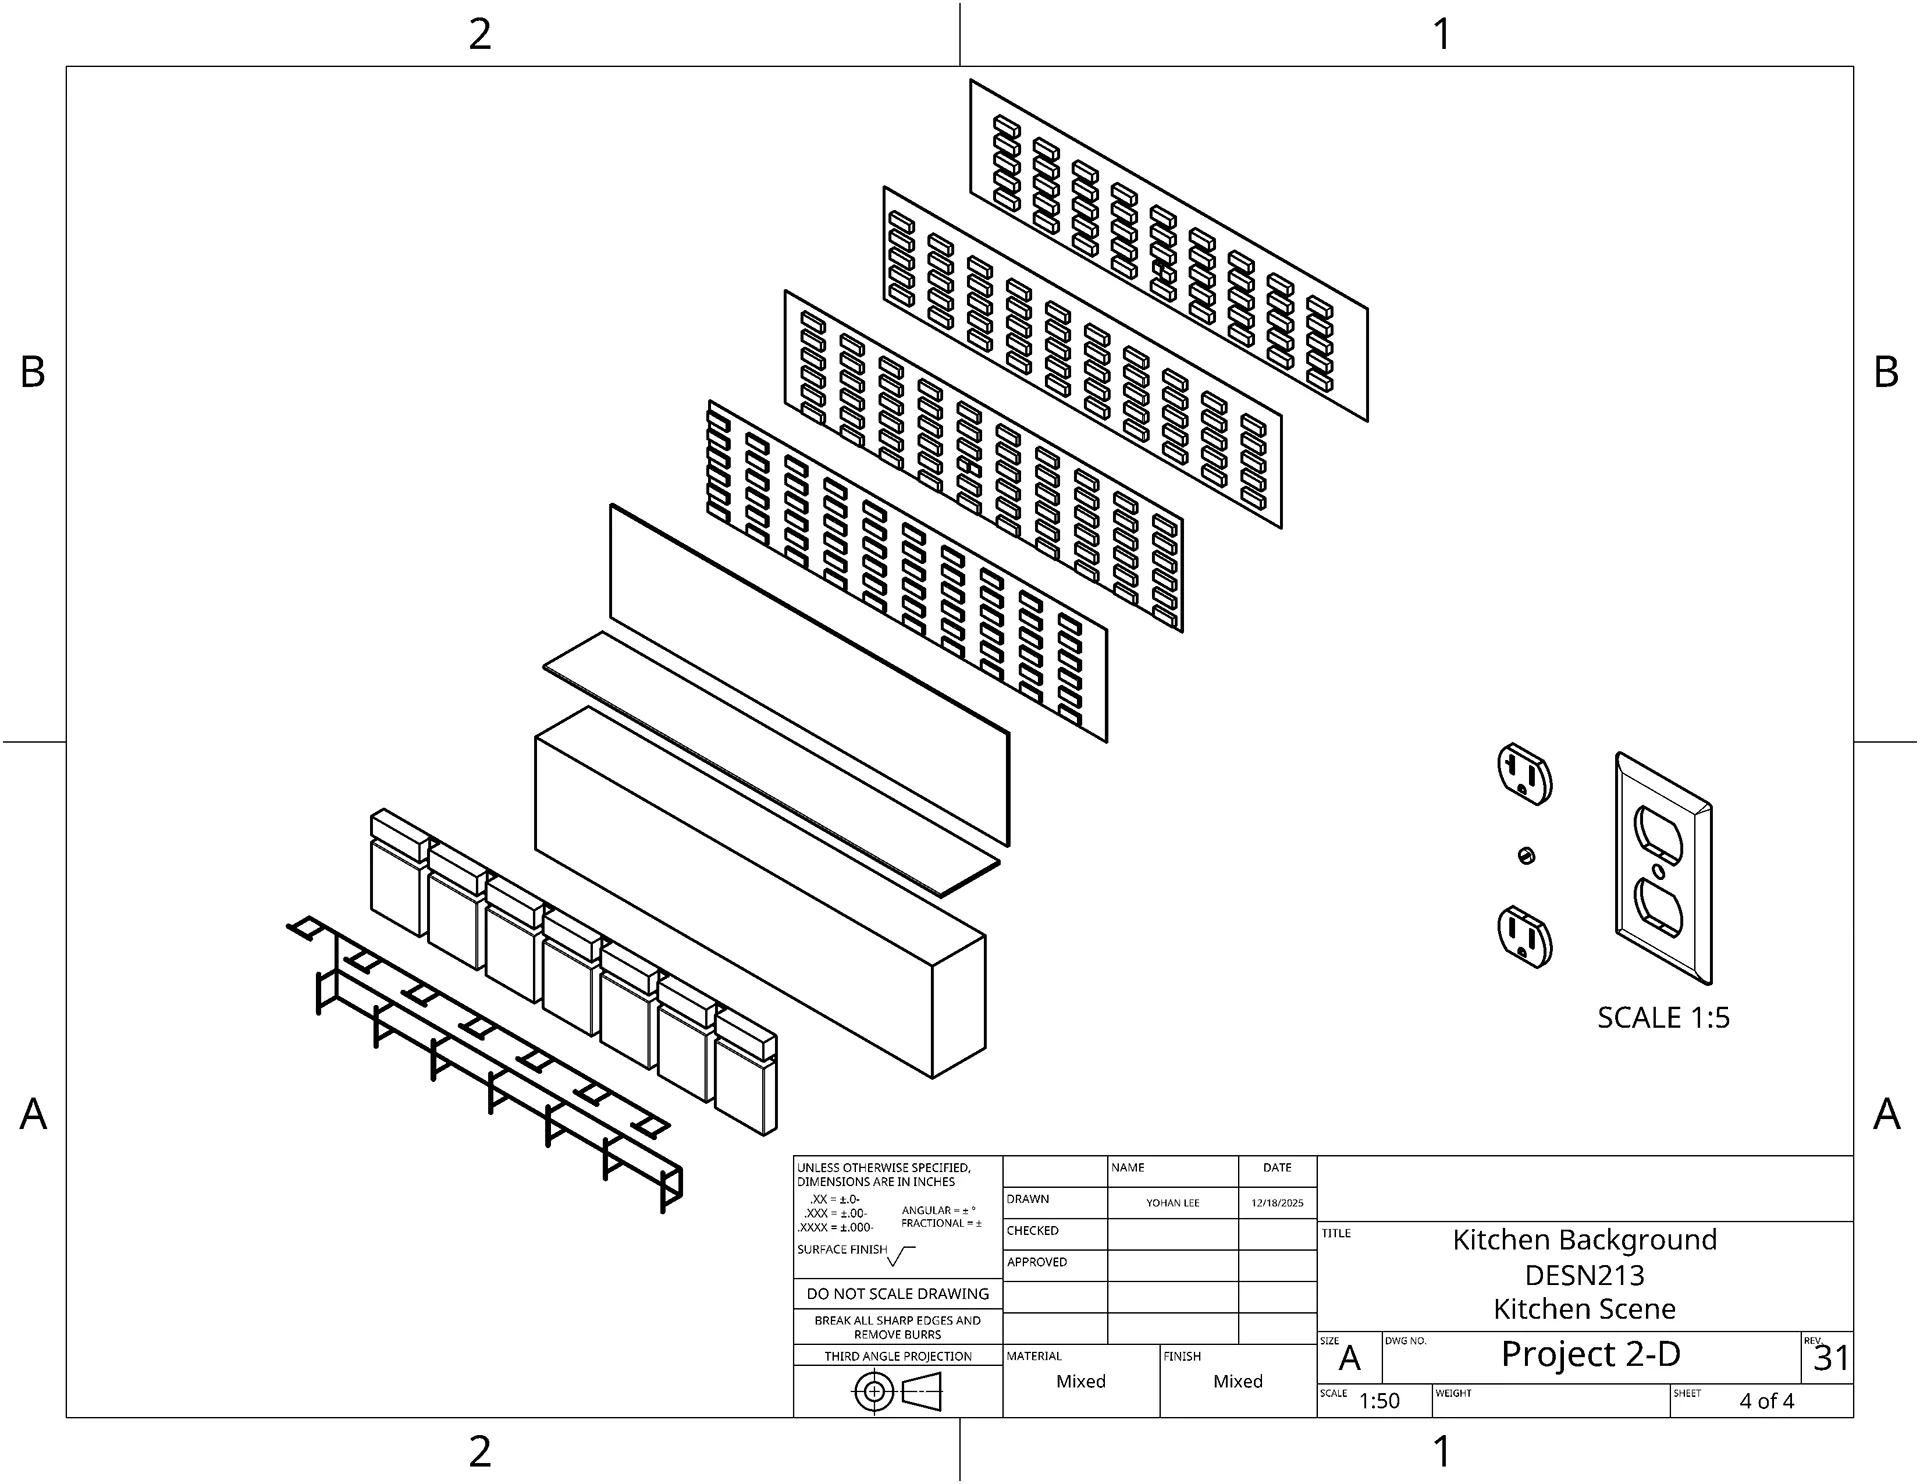 2
1
B
B
SCALE 1:5
A
A
UNLESS OTHERWISE SPECIFIED,
DIMENSIONS ARE IN INCHES
.XX = ±.0-
.XXX = ±.00-
.XXXX = ±.000-
ANGULAR = ± °
FRACTIONAL = ±
SURFACE FINISH
DO NOT SCALE DRAWING
BREAK ALL SHARP EDGES AND
REMOVE BURRS
THIRD ANGLE PROJECTION
NAME
DATE
DRAWN
YOHAN LEE
12/18/2025
CHECKED
APPROVED
MATERIAL
Mixed
FINISH
Mixed
TITLE
Kitchen Background
DESN213
Kitchen Scene
SIZE
A
DWG NO.
Project 2-D
REV.
31
SCALE
1:50
WEIGHT
SHEET
4 of 4
2
1